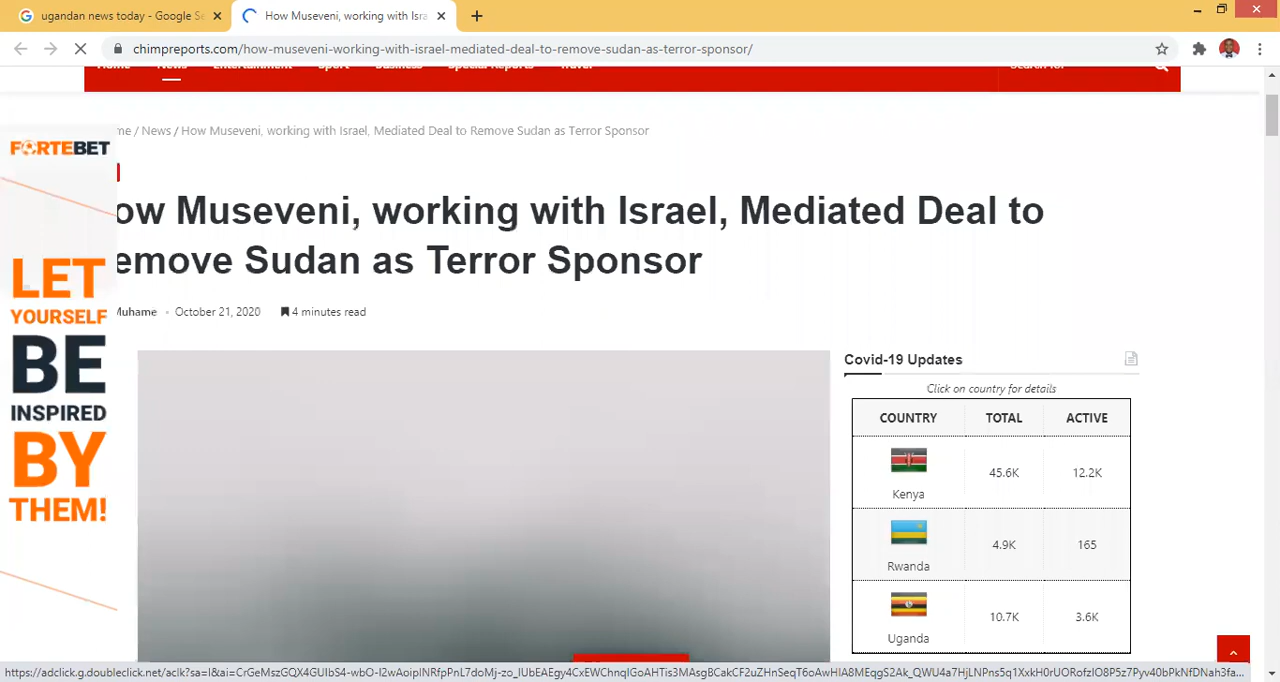 ugandan news today - Google Se
How Museveni, working with Isra
chimpreports.com/how-museveni-working-with-israel-mediated-deal-to-remove-sudan-as-terror-sponsor/
Home News Entertainment Sport Business Special Reports Travel Search for
me / News / How Museveni, working with Israel, Mediated Deal to Remove Sudan as Terror Sponsor
FORTEBET
ow Museveni, working with Israel, Mediated Deal to
emove Sudan as Terror Sponsor
Muhame October 21, 2020 4 minutes read
LET
YOURSELF
BE
INSPIRED
BY
THEM!
Covid-19 Updates
Click on country for details
COUNTRY TOTAL ACTIVE
Kenya 45.6K 12.2K
Rwanda 4.9K 165
Uganda 10.7K 3.6K